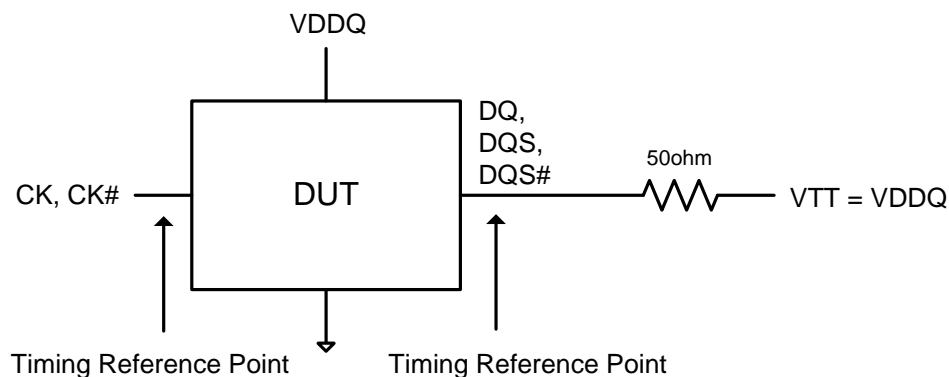 VDDQ
DQ,
DQS,
DQS#
50ohm
CK, CK#
DUT
VTT = VDDQ
Timing Reference Point
Timing Reference Point